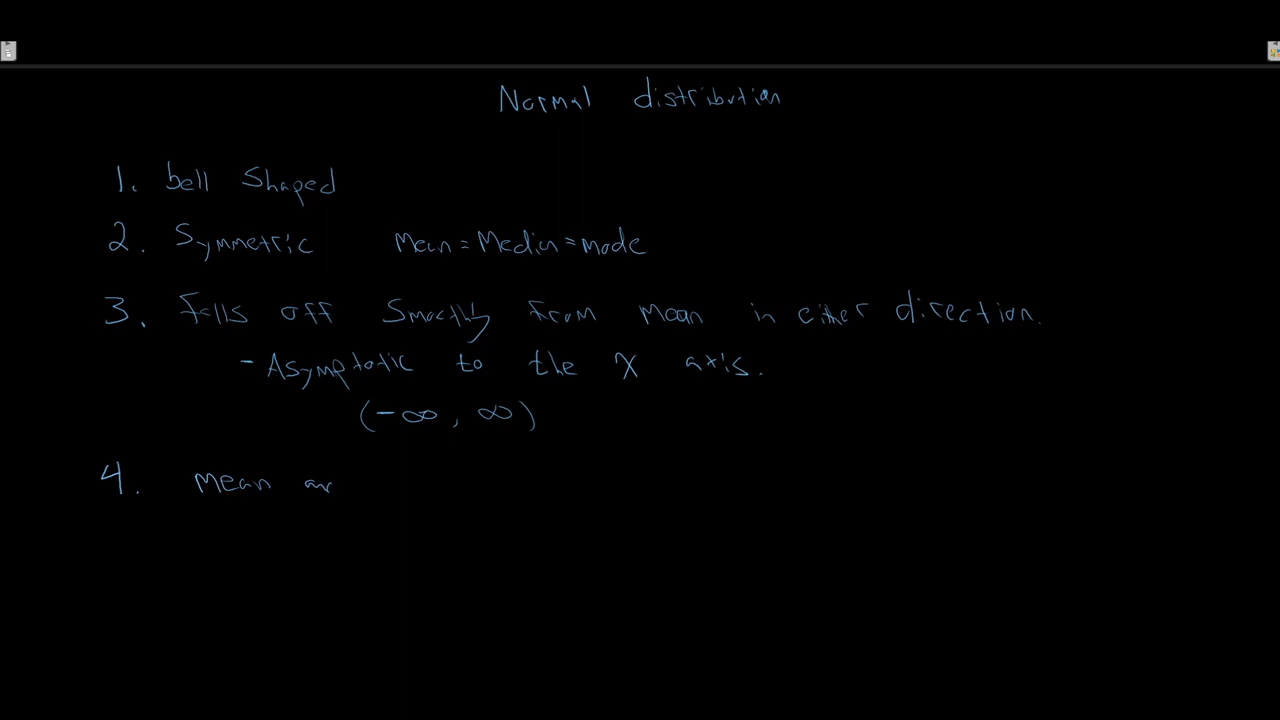 Normal distribution
1. bell Shaped
2. Symmetric Mean = Median = mode
3. Falls off Smoothly from mean in either direction.
- Asymptotic to the X axis.
(-∞, ∞)
4. Mean an